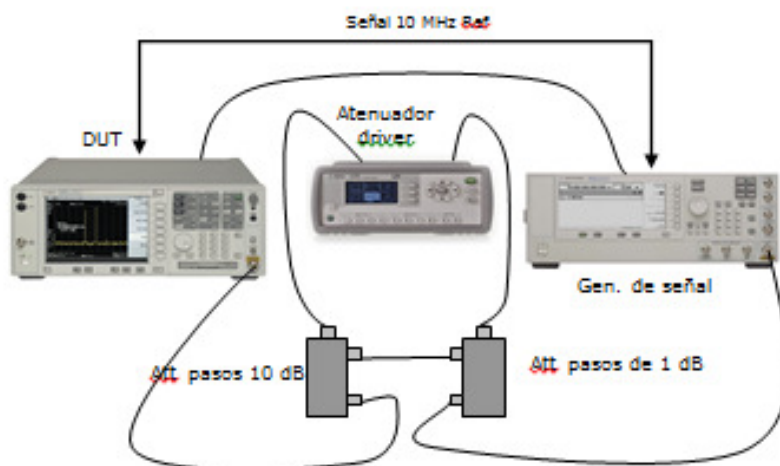 Señal 10 MHz Ref
Atenuador
driver
DUT
Gen. de señal
Att pasos 10 dB
Att pasos de 1 dB